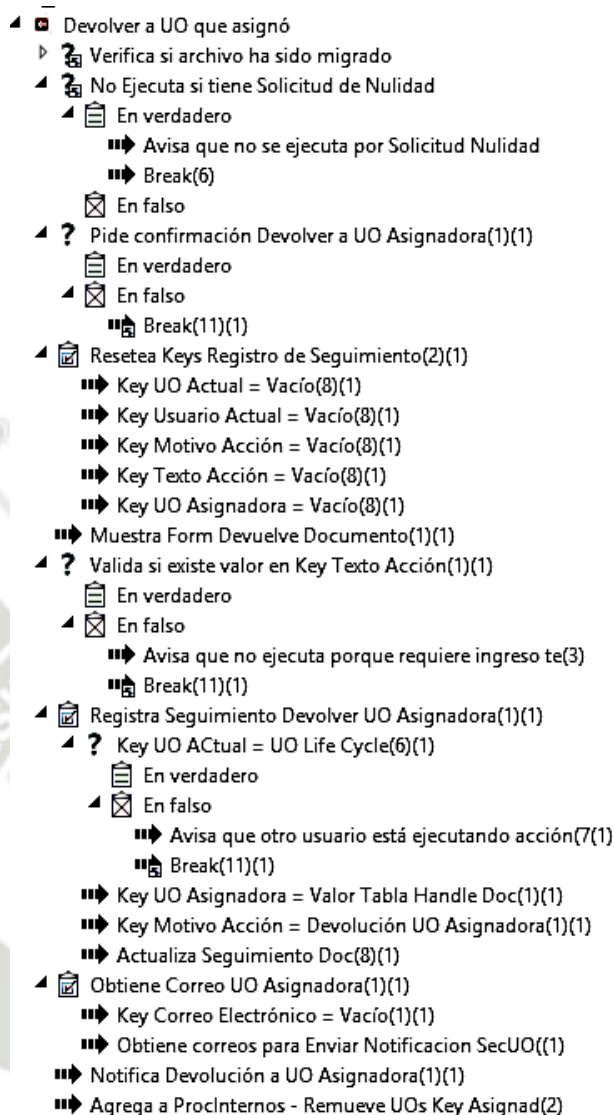 Devolver a UO que asignó
Verifica si archivo ha sido migrado
No Ejecuta si tiene Solicitud de Nulidad
En verdadero
Avisa que no se ejecuta por Solicitud Nulidad
Break(6)
En falso
Pide confirmación Devolver a UO Asignadora(1)(1)
En verdadero
En falso
Break(11)(1)
Resetea Keys Registro de Seguimiento(2)(1)
Key UO Actual = Vacío(8)(1)
Key Usuario Actual = Vacío(8)(1)
Key Motivo Acción = Vacío(8)(1)
Key Texto Acción = Vacío(8)(1)
Key UO Asignadora = Vacío(8)(1)
Muestra Form Devuelve Documento(1)(1)
Valida si existe valor en Key Texto Acción(1)(1)
En verdadero
En falso
Avisa que no ejecuta porque requiere ingreso te(3)
Break(11)(1)
Registra Seguimiento Devolver UO Asignadora(1)(1)
Key UO ACtual = UO Life Cycle(6)(1)
En verdadero
En falso
Avisa que otro usuario está ejecutando acción(7(1)
Break(11)(1)
Key UO Asignadora = Valor Tabla Handle Doc(1)(1)
Key Motivo Acción = Devolución UO Asignadora(1)(1)
Actualiza Seguimiento Doc(8)(1)
Obtiene Correo UO Asignadora(1)(1)
Key Correo Electrónico = Vacío(1)(1)
Obtiene correos para Enviar Notificacion SecUO((1)
Notifica Devolución a UO Asignadora(1)(1)
Agrega a ProcInternos - Remueve UOs Key Asignad(2)